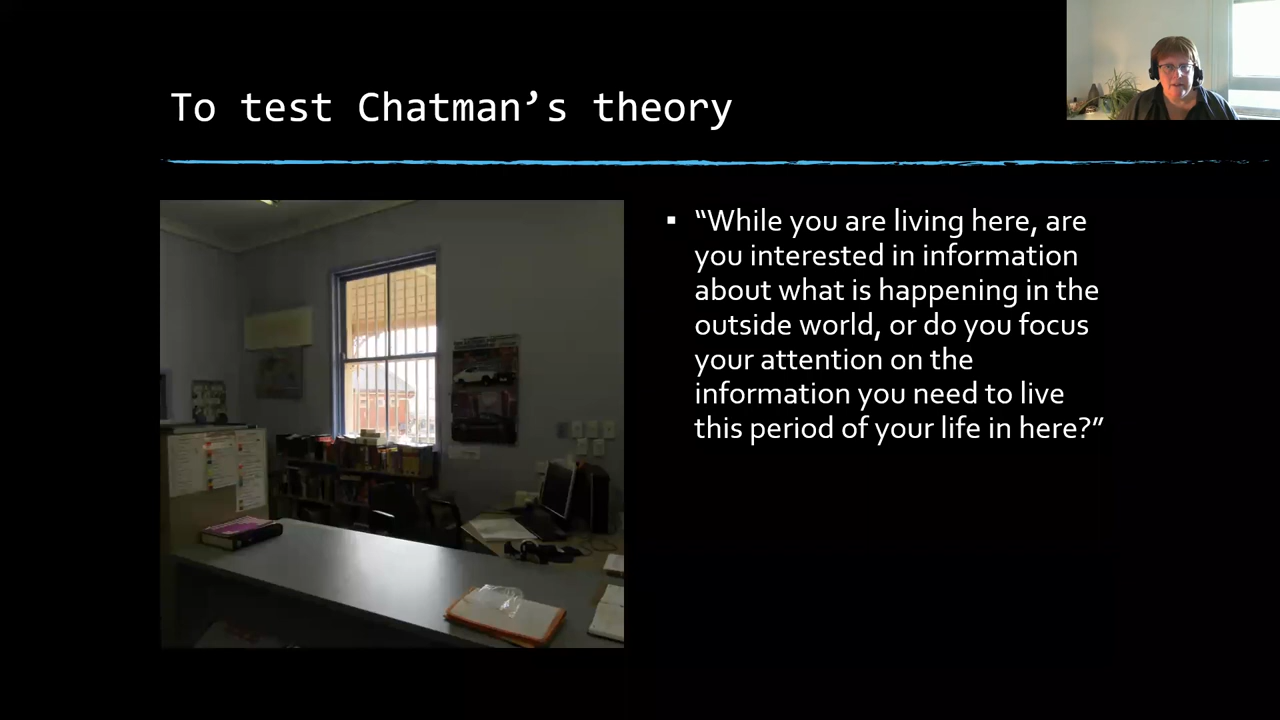 To test Chatman’s theory
▪ “While you are living here, are
you interested in information
about what is happening in the
outside world, or do you focus
your attention on the
information you need to live
this period of your life in here?”